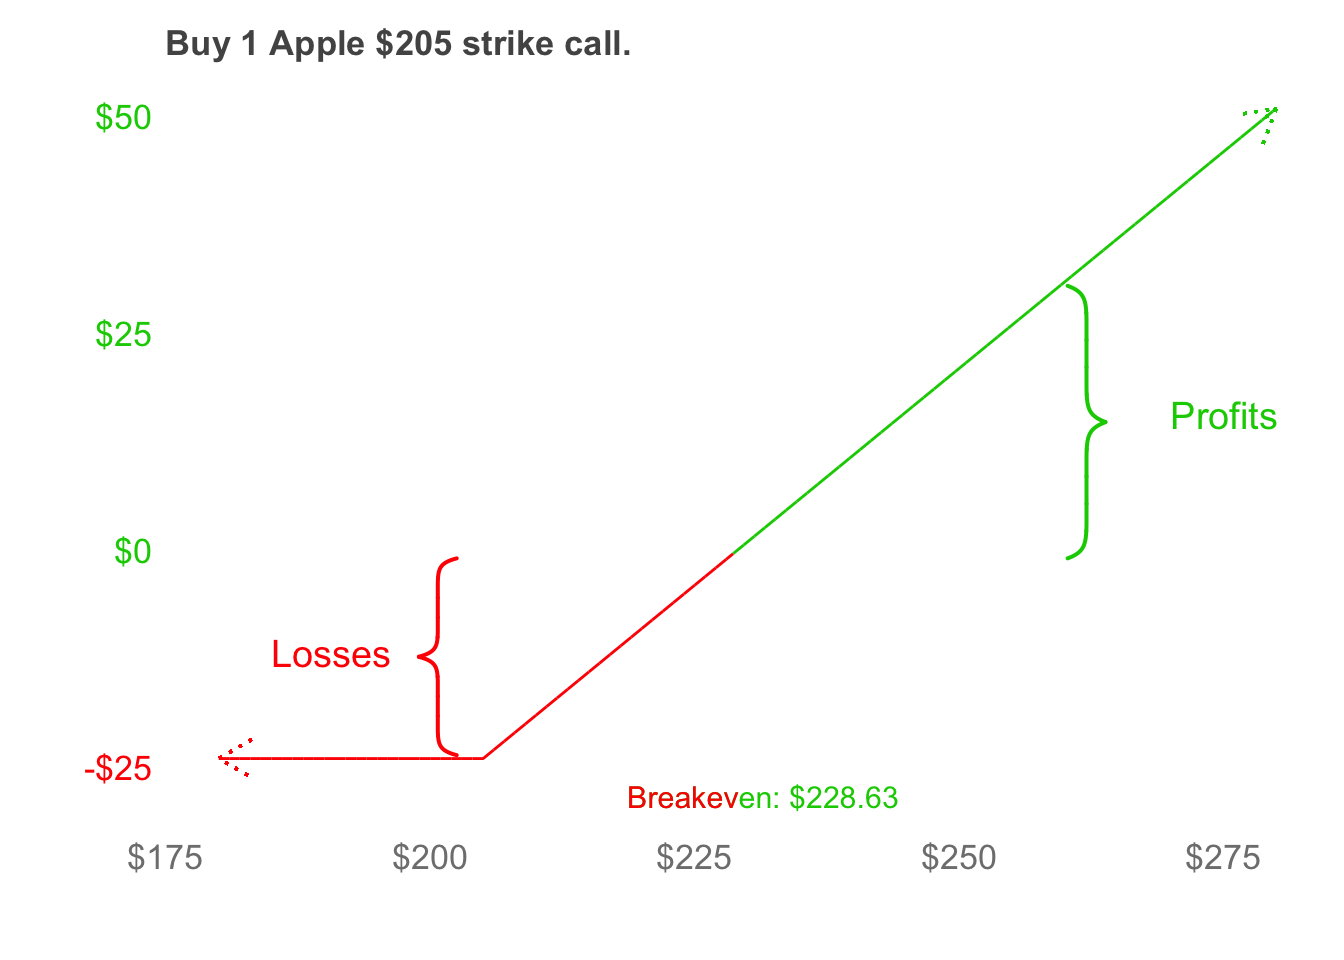 Buy 1 Apple $205 strike call.
$50
$25
Profits
$0
Losses
-$25
Breakeven: $228.63
$175 $200 $225 $250 $275